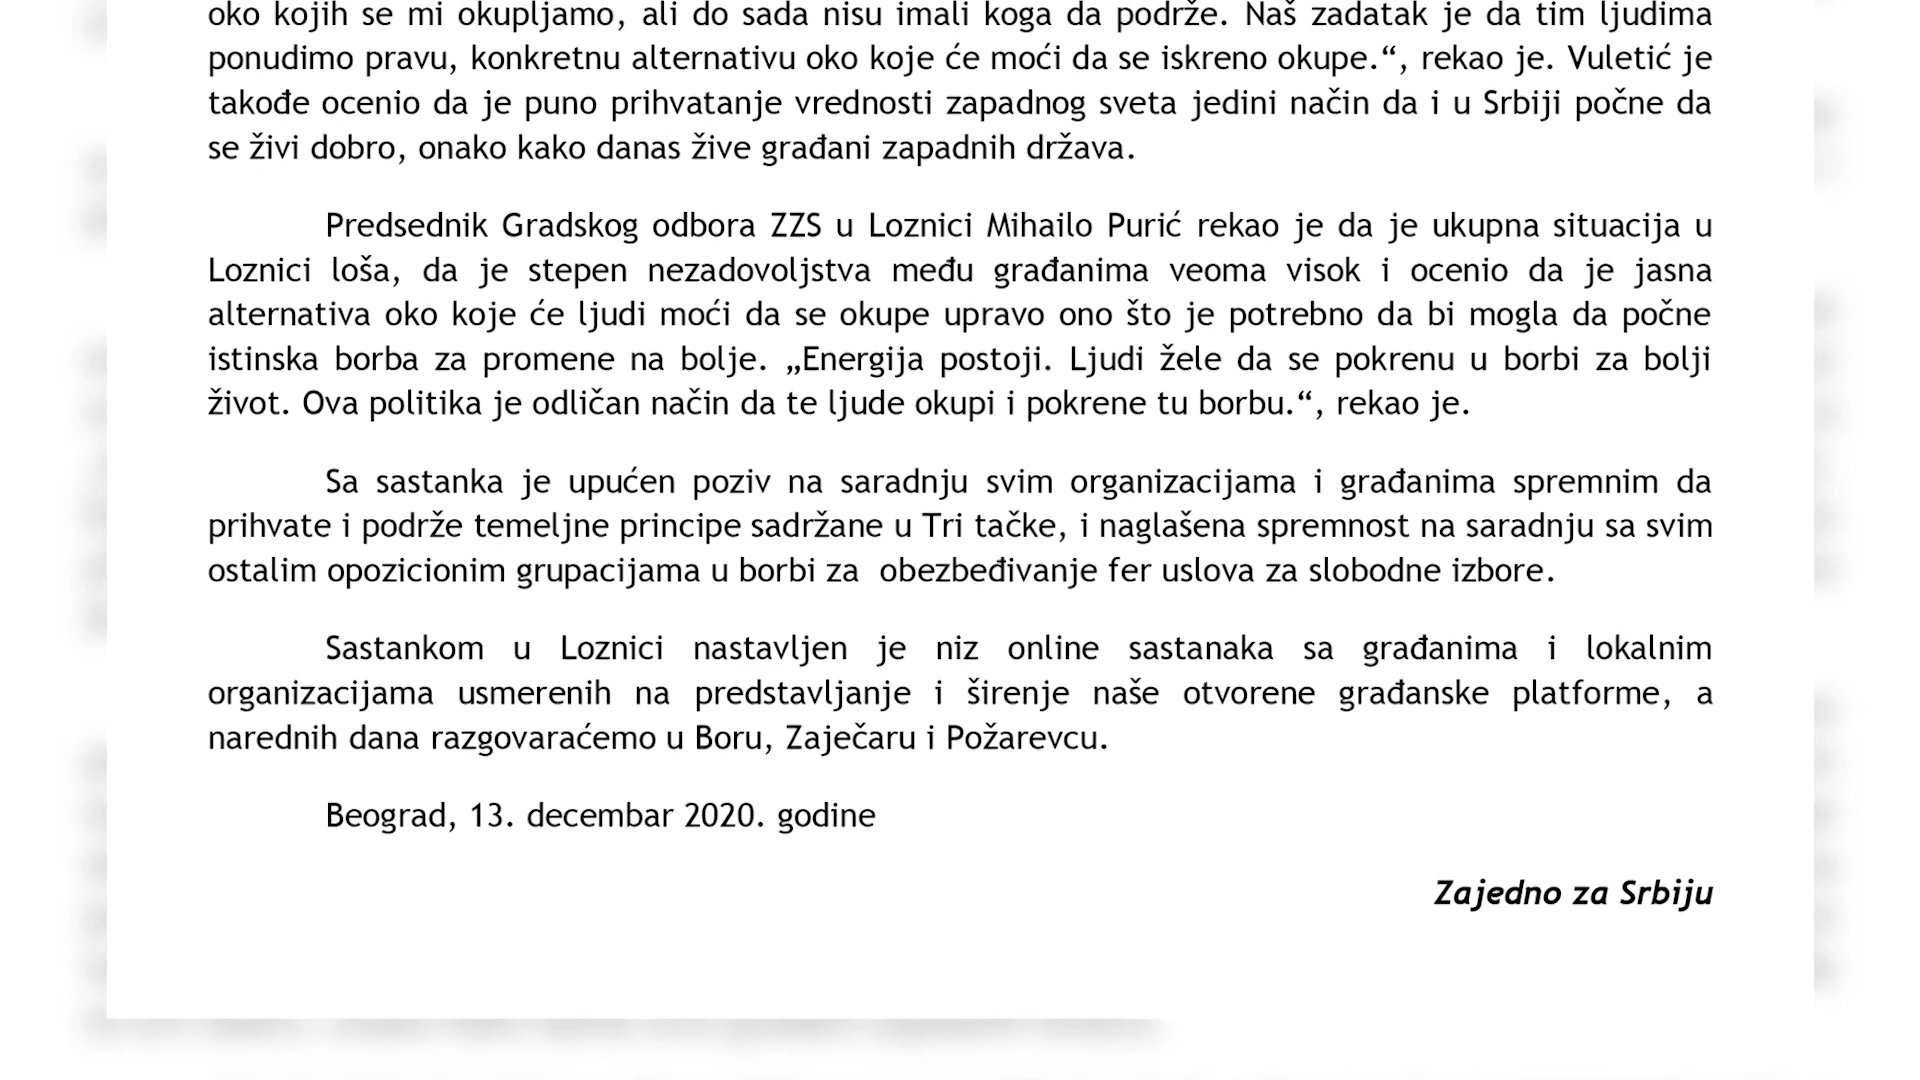 oko kojih se mi okupljamo, ali do sada nisu imali koga da podrže. Naš zadatak je da tim ljudima
ponudimo pravu, konkretnu alternativu oko koje će moći da se iskreno okupe.“, rekao je. Vuletić je
takođe ocenio da je puno prihvatanje vrednosti zapadnog sveta jedini način da i u Srbiji počne da
se živi dobro, onako kako danas žive građani zapadnih država.
Predsednik Gradskog odbora ZZS u Loznici Mihailo Purić rekao je da je ukupna situacija u
Loznici loša, da je stepen nezadovoljstva među građanima veoma visok i ocenio da je jasna
alternativa oko koje će ljudi moći da se okupe upravo ono što je potrebno da bi mogla da počne
istinska borba za promene na bolje. „Energija postoji. Ljudi žele da se pokrenu u borbi za bolji
život. Ova politika je odličan način da te ljude okupi i pokrene tu borbu.“, rekao je.
Sa sastanka je upućen poziv na saradnju svim organizacijama i građanima spremnim da
prihvate i podrže temeljne principe sadržane u Tri tačke, i naglašena spremnost na saradnju sa svim
ostalim opozicionim grupacijama u borbi za  obezbeđivanje fer uslova za slobodne izbore.
Sastankom u Loznici nastavljen je niz online sastanaka sa građanima i lokalnim
organizacijama usmerenih na predstavljanje i širenje naše otvorene građanske platforme, a
narednih dana razgovaraćemo u Boru, Zaječaru i Požarevcu.
Beograd, 13. decembar 2020. godine
Zajedno za Srbiju